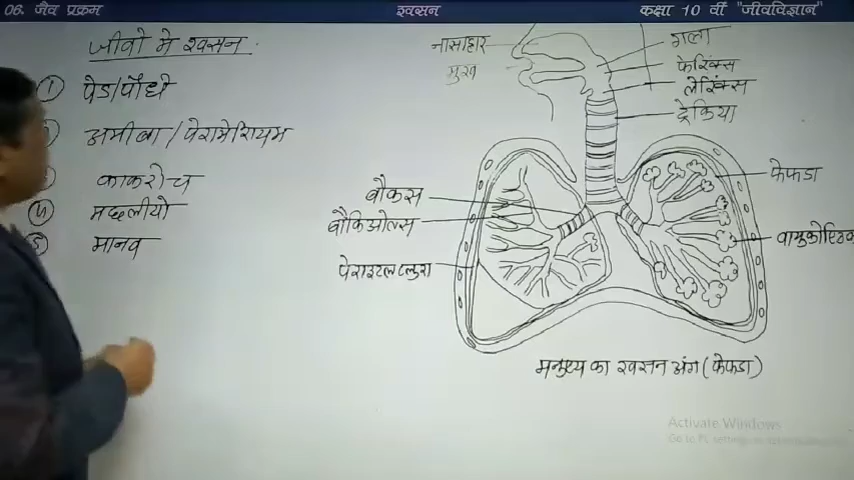 06. जैव प्रक्रम
श्वसन
कक्षा 10 वीं "जीवविज्ञान"
जीवो मे श्वसन
① पेड/पौधे
अमीबा/पेरामेशियम
काकरोच
④ मछलीयो
⑤ मानव
नासाद्वार
मुख
गला
फेरिंक्स
लेरिंक्स
ट्रेकिया
फेफडा
बौंकस
बौंकिओल्स
पेराइटल प्लुरा
मनुष्य का श्वसन अंग (फेफडा)
Activate Windows